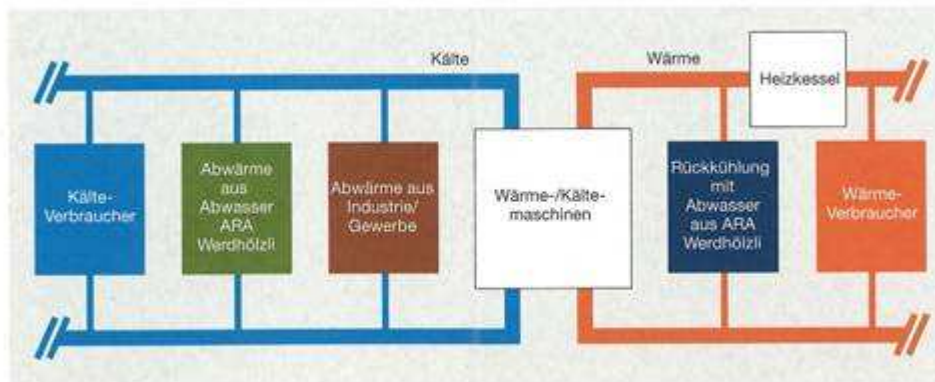 Kälte
Wärme
Heizkessel
Kälte-
Verbraucher
Abwärme
aus
Abwasser
ARA
Werdhölzli
Abwärme aus
Industrie/
Gewerbe
Wärme-/Kälte-
maschinen
Rückkühlung
mit
Abwasser
aus ARA
Werdhölzli
Wärme-
Verbraucher